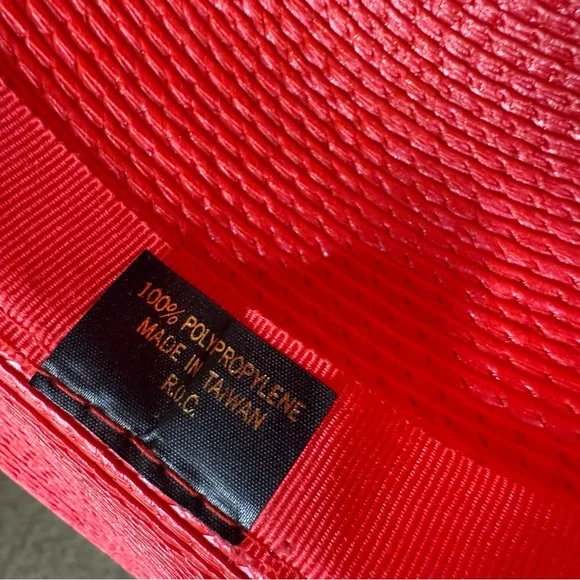 100% POLYPROPYLENE
MADE IN TAIWAN
R.O.C.